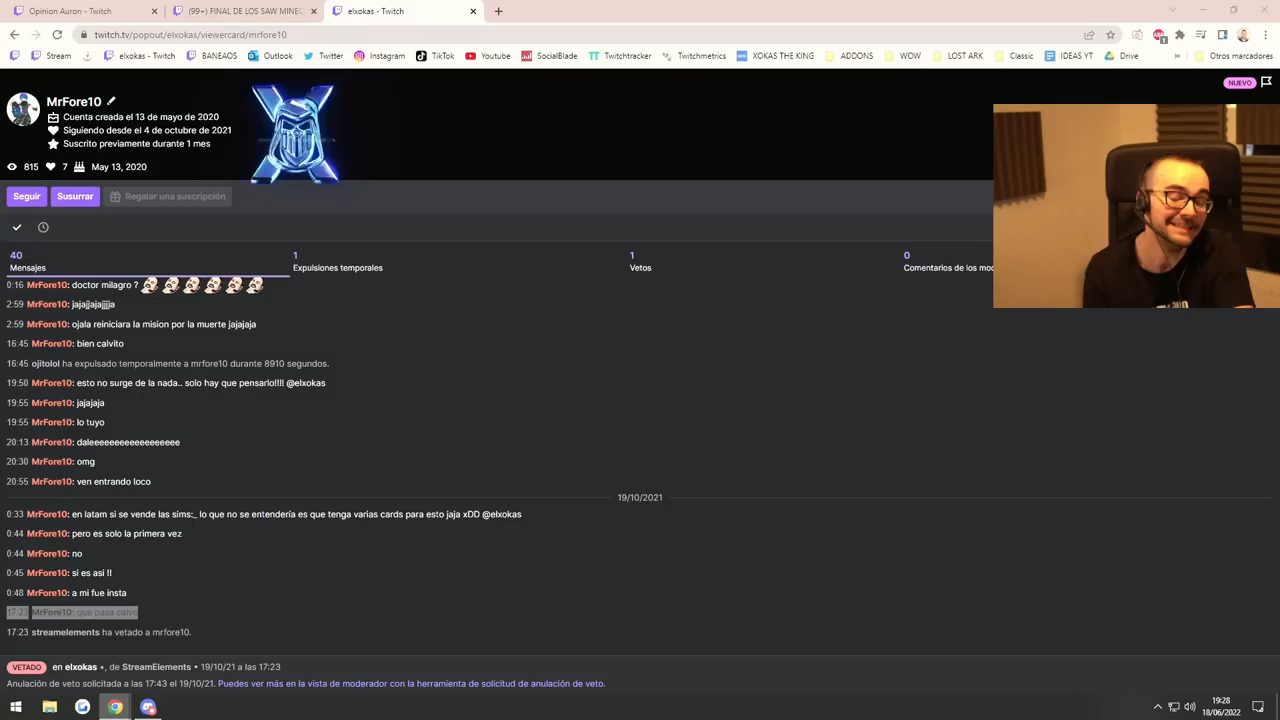 Opinion Auron - Twitch
(99+) FINAL DE LOS SAW MINEC
elxokas - Twitch
twitch.tv/popout/elxokas/viewercard/mrfore10
Stream
elxokas - Twitch
BANEAOS
Outlook
Twitter
Instagram
TikTok
Youtube
SocialBlade
Twitchtracker
Twitchmetrics
XOKAS THE KING
ADDONS
WOW
LOST ARK
Classic
IDEAS YT
Drive
»
Otros marcadores
MrFore10
NUEVO
Cuenta creada el 13 de mayo de 2020
Siguiendo desde el 4 de octubre de 2021
Suscrito previamente durante 1 mes
815 7 May 13, 2020
Seguir Susurrar Regalar una suscripción
40 1 1 0
Mensajes Expulsiones temporales Vetos Comentarios de los mod
0:16 MrFore10: doctor milagro ?
2:59 MrFore10: jajajjajajjjja
2:59 MrFore10: ojala reiniciara la mision por la muerte jajajaja
16:45 MrFore10: bien calvito
16:45 ojitolol ha expulsado temporalmente a mrfore10 durante 8910 segundos.
19:50 MrFore10: esto no surge de la nada.. solo hay que pensarlo!!!! @elxokas
19:55 MrFore10: jajajaja
19:55 MrFore10: lo tuyo
20:13 MrFore10: daleeeeeeeeeeeeeeeee
20:30 MrFore10: omg
20:55 MrFore10: ven entrando loco
19/10/2021
0:33 MrFore10: en latam si se vende las sims:_ lo que no se entendería es que tenga varias cards para esto jaja xDD @elxokas
0:44 MrFore10: pero es solo la primera vez
0:44 MrFore10: no
0:45 MrFore10: si es asi !!
0:48 MrFore10: a mi fue insta
17:23 MrFore10: que pasa calvo
17:23 streamelements ha vetado a mrfore10.
VETADO en elxokas •, de StreamElements • 19/10/21 a las 17:23
Anulación de veto solicitada a las 17:43 el 19/10/21. Puedes ver más en la vista de moderador con la herramienta de solicitud de anulación de veto.
19:28
18/06/2022